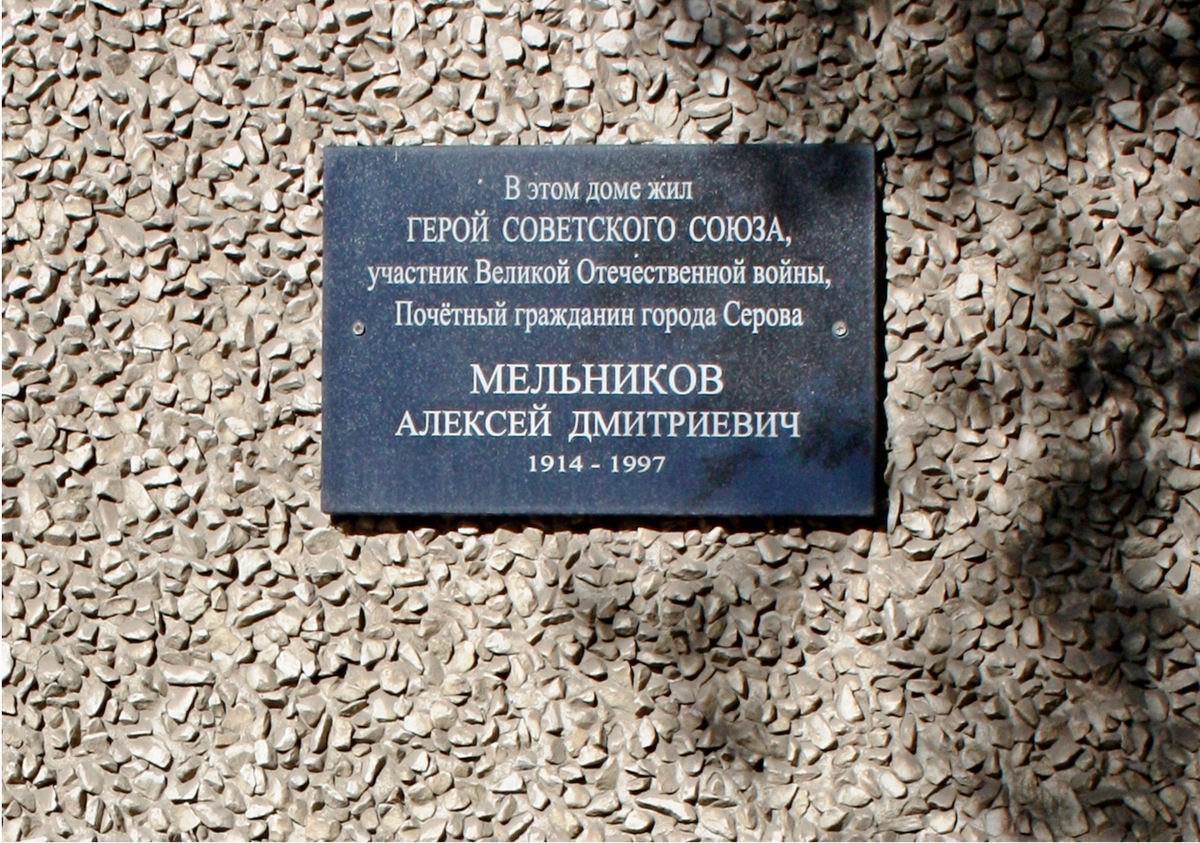 В этом доме жил
ГЕРОЙ СОВЕТСКОГО СОЮЗА,
участник Великой Отечественной войны,
Почётный гражданин города Серова
МЕЛЬНИКОВ
АЛЕКСЕЙ ДМИТРИЕВИЧ
1914 - 1997